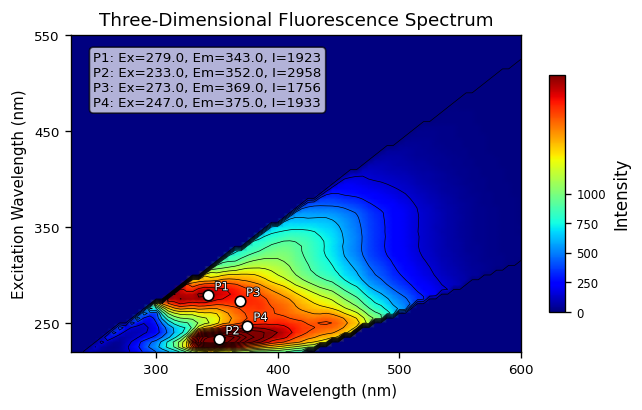 Three-Dimensional Fluorescence Spectrum
P1: Ex=279.0, Em=343.0, I=1923
P2: Ex=233.0, Em=352.0, I=2958
P3: Ex=273.0, Em=369.0, I=1756
P4: Ex=247.0, Em=375.0, I=1933
550
450
350
250
Excitation Wavelength (nm)
P1
P3
P4
P2
300
400
500
600
Emission Wavelength (nm)
1000
750
500
250
0
Intensity